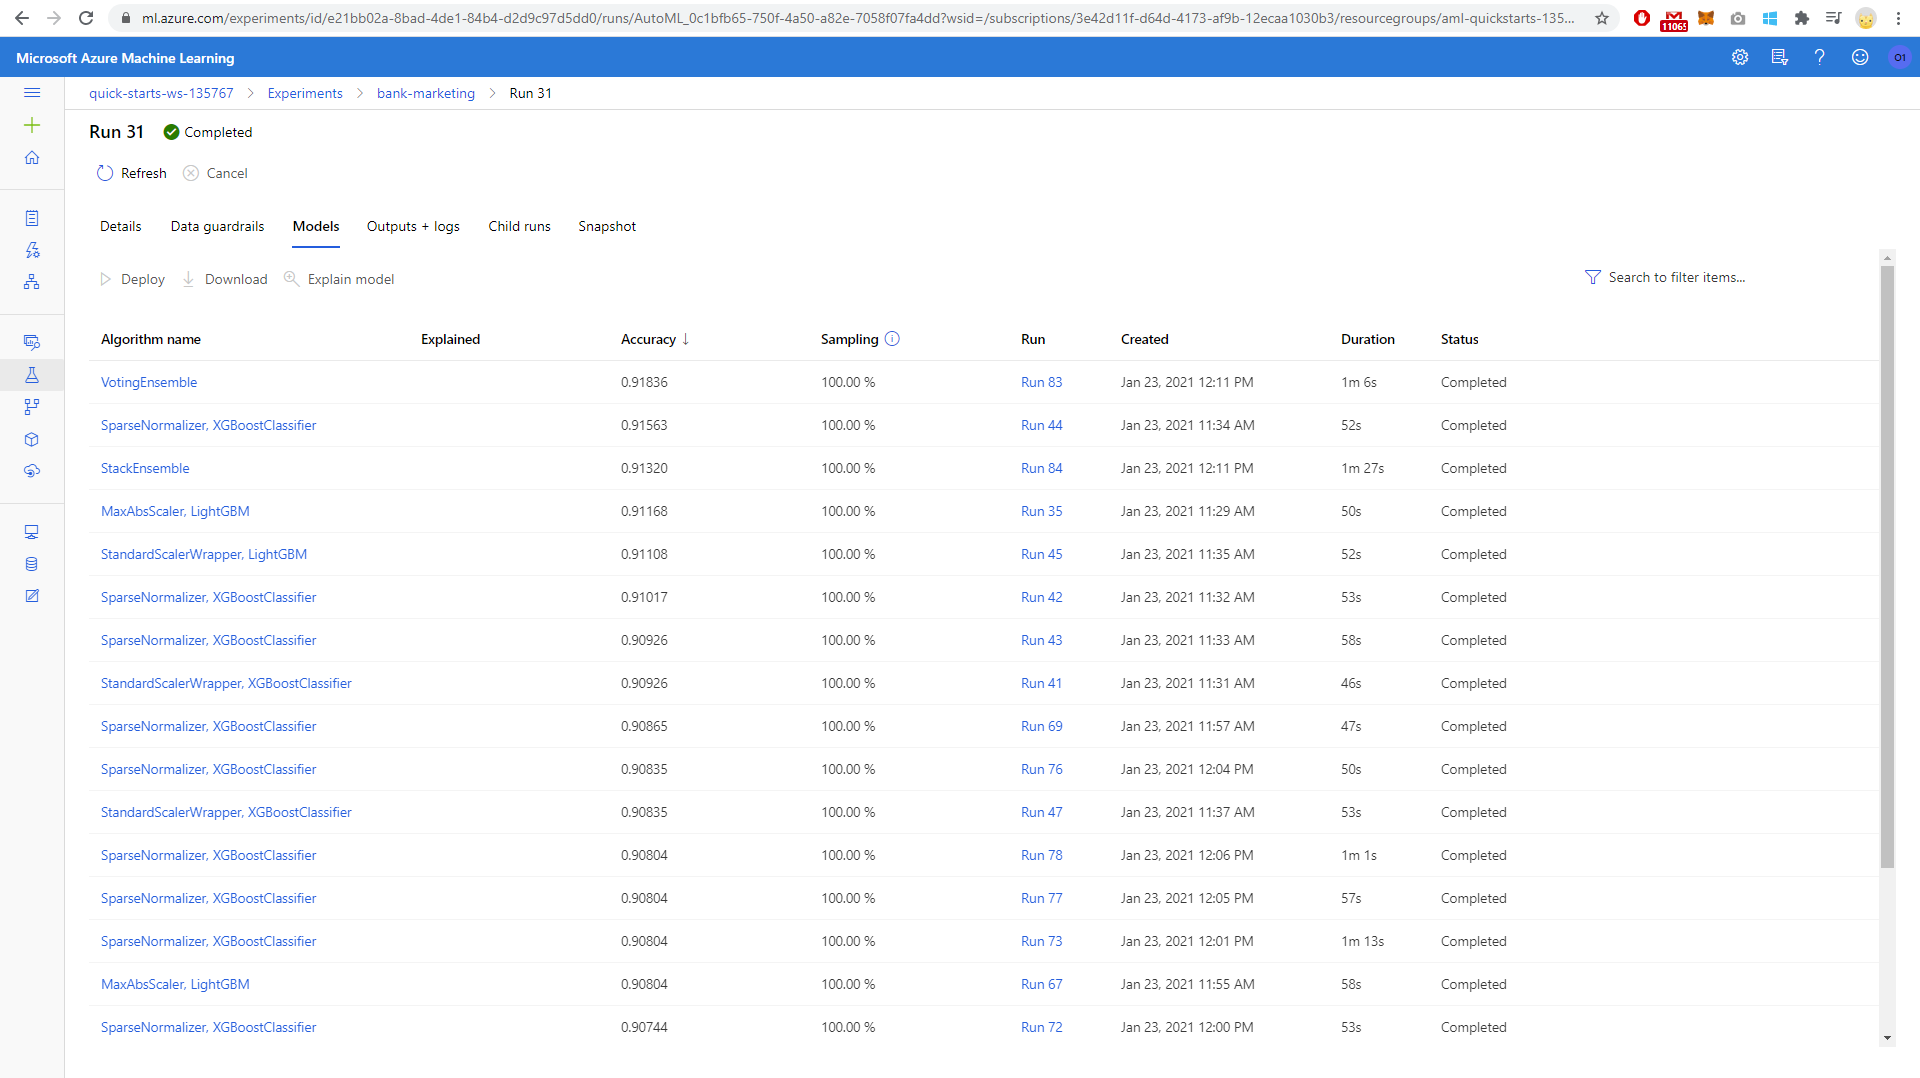 ml.azure.com/experiments/id/e21bb02a-8bad-4de1-84b4-d2d9c97d5dd0/runs/AutoML_0c1bfb65-750f-4a50-a82e-7058f07fa4dd?wsid=/subscriptions/3e42d11f-d64d-4173-af9b-12ecaa1030b3/resourcegroups/aml-quickstarts-135...
11065
Microsoft Azure Machine Learning
O1
quick-starts-ws-135767 > Experiments > bank-marketing > Run 31
Run 31 Completed
Refresh Cancel
Details Data guardrails Models Outputs + logs Child runs Snapshot
Deploy Download Explain model Search to filter items...
Algorithm name Explained Accuracy ↓ Sampling Run Created Duration Status
VotingEnsemble 0.91836 100.00 % Run 83 Jan 23, 2021 12:11 PM 1m 6s Completed
SparseNormalizer, XGBoostClassifier 0.91563 100.00 % Run 44 Jan 23, 2021 11:34 AM 52s Completed
StackEnsemble 0.91320 100.00 % Run 84 Jan 23, 2021 12:11 PM 1m 27s Completed
MaxAbsScaler, LightGBM 0.91168 100.00 % Run 35 Jan 23, 2021 11:29 AM 50s Completed
StandardScalerWrapper, LightGBM 0.91108 100.00 % Run 45 Jan 23, 2021 11:35 AM 52s Completed
SparseNormalizer, XGBoostClassifier 0.91017 100.00 % Run 42 Jan 23, 2021 11:32 AM 53s Completed
SparseNormalizer, XGBoostClassifier 0.90926 100.00 % Run 43 Jan 23, 2021 11:33 AM 58s Completed
StandardScalerWrapper, XGBoostClassifier 0.90926 100.00 % Run 41 Jan 23, 2021 11:31 AM 46s Completed
SparseNormalizer, XGBoostClassifier 0.90865 100.00 % Run 69 Jan 23, 2021 11:57 AM 47s Completed
SparseNormalizer, XGBoostClassifier 0.90835 100.00 % Run 76 Jan 23, 2021 12:04 PM 50s Completed
StandardScalerWrapper, XGBoostClassifier 0.90835 100.00 % Run 47 Jan 23, 2021 11:37 AM 53s Completed
SparseNormalizer, XGBoostClassifier 0.90804 100.00 % Run 78 Jan 23, 2021 12:06 PM 1m 1s Completed
SparseNormalizer, XGBoostClassifier 0.90804 100.00 % Run 77 Jan 23, 2021 12:05 PM 57s Completed
SparseNormalizer, XGBoostClassifier 0.90804 100.00 % Run 73 Jan 23, 2021 12:01 PM 1m 13s Completed
MaxAbsScaler, LightGBM 0.90804 100.00 % Run 67 Jan 23, 2021 11:55 AM 58s Completed
SparseNormalizer, XGBoostClassifier 0.90744 100.00 % Run 72 Jan 23, 2021 12:00 PM 53s Completed